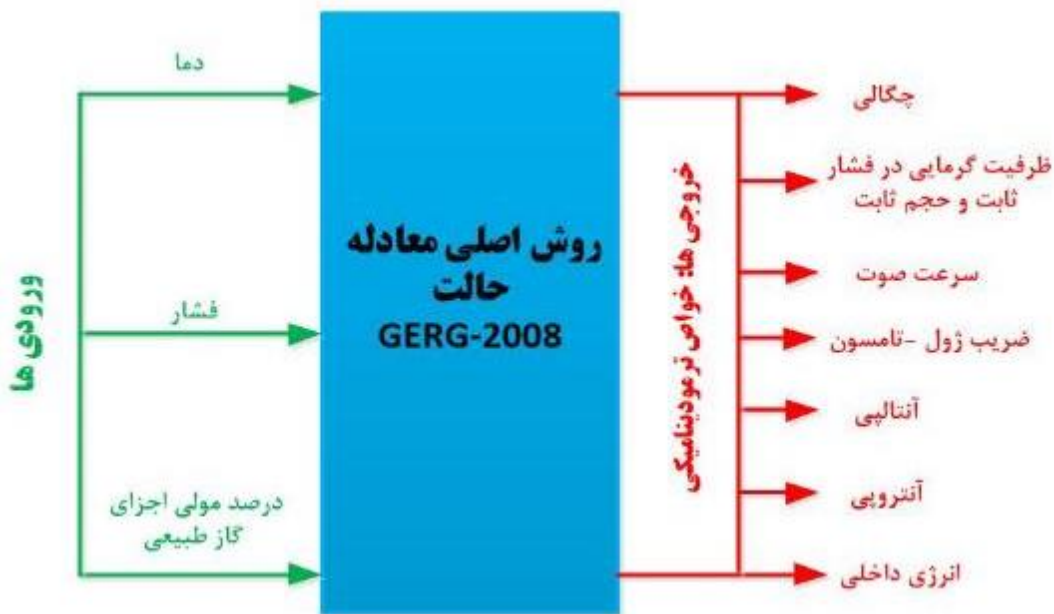 ورودی ها
دما
فشار
درصد مولی اجزای
گاز طبیعی
روش اصلی معادله
حالت
GERG-2008
خروجی ها: خواص ترمودینامیکی
چگالی
ظرفیت گرمایی در فشار
ثابت و حجم ثابت
سرعت صوت
ضریب ژول -تامسون
آنتالپی
آنتروپی
انرژی داخلی